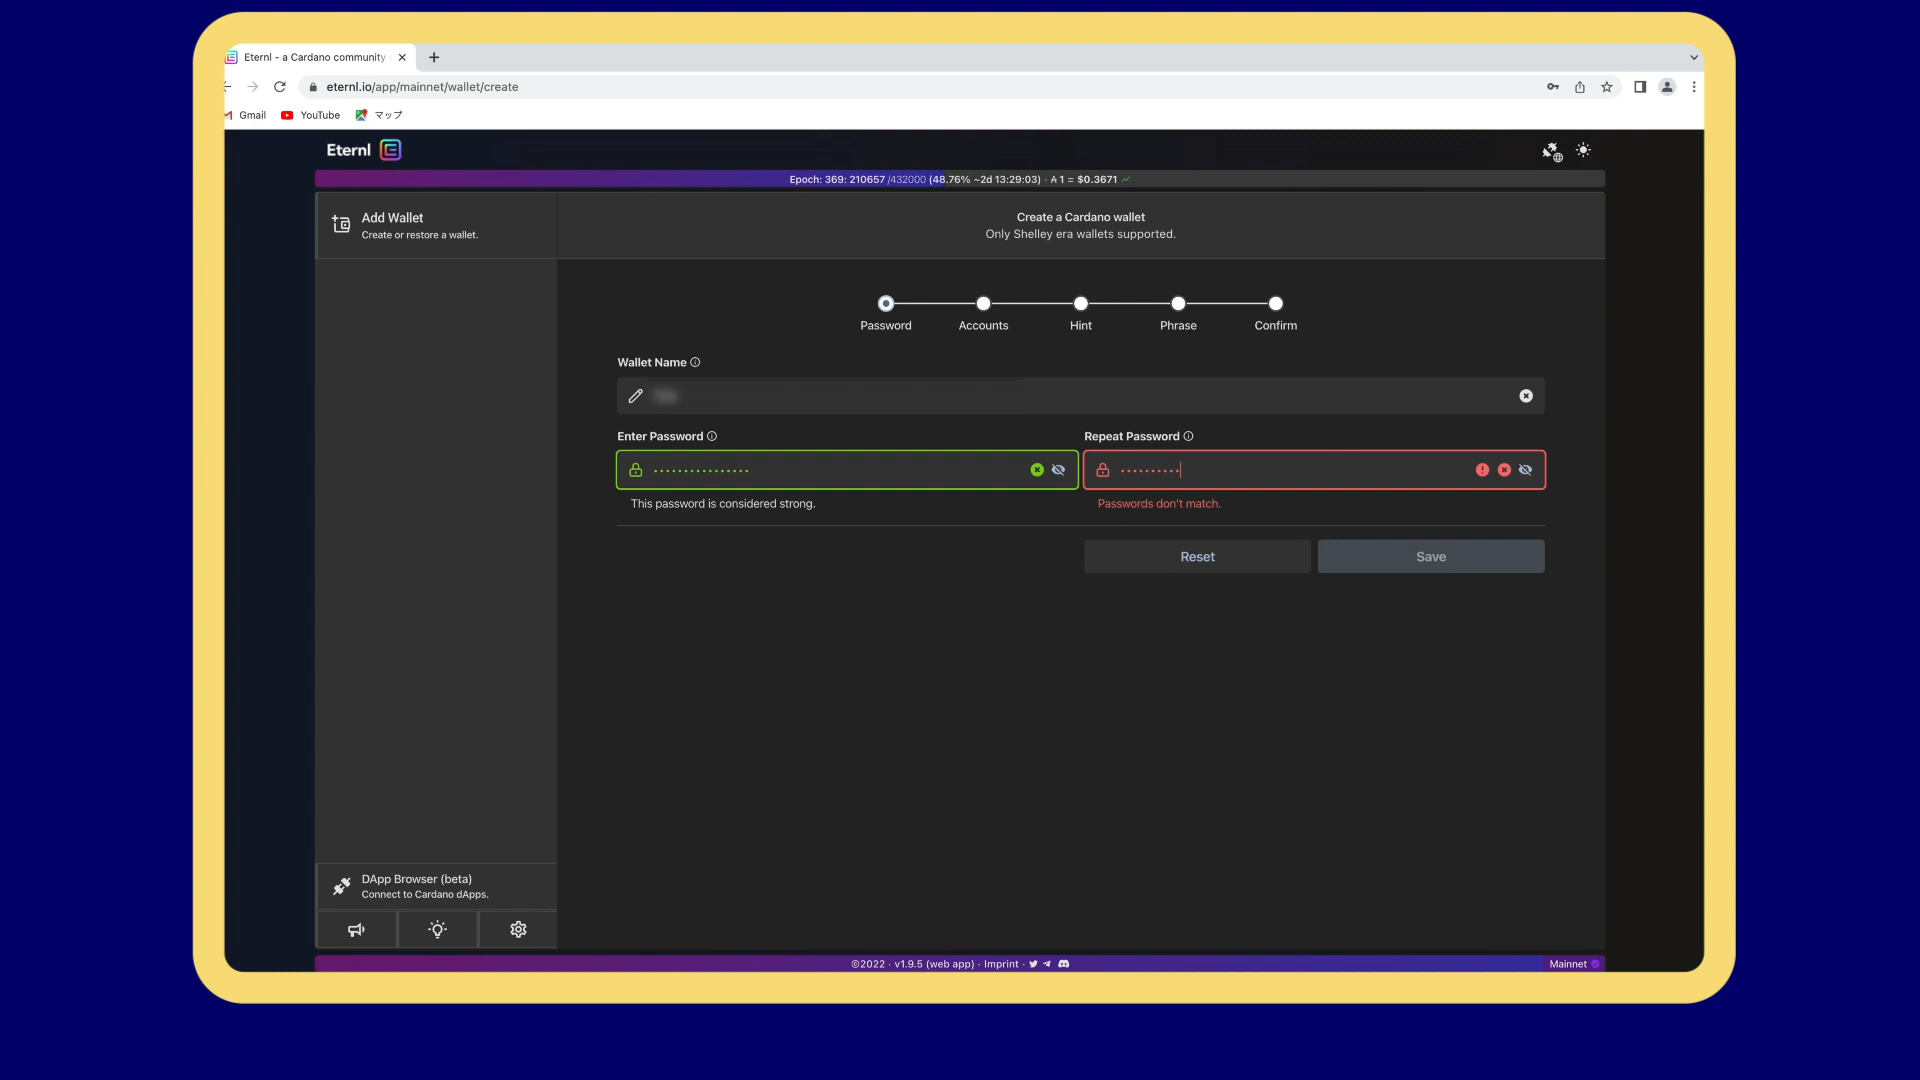 Eternl - a Cardano community
eternl.io/app/mainnet/wallet/create
Gmail
YouTube
マップ
Eternl
Epoch: 369: 210657 /432000 (48.76% ~2d 13:29:03) · ₳ 1 = $0.3671
Add Wallet
Create or restore a wallet.
Create a Cardano wallet
Only Shelley era wallets supported.
Password
Accounts
Hint
Phrase
Confirm
Wallet Name
Enter Password
Repeat Password
This password is considered strong.
Passwords don't match.
Reset
Save
DApp Browser (beta)
Connect to Cardano dApps.
©2022 · v1.9.5 (web app) · Imprint ·
Mainnet